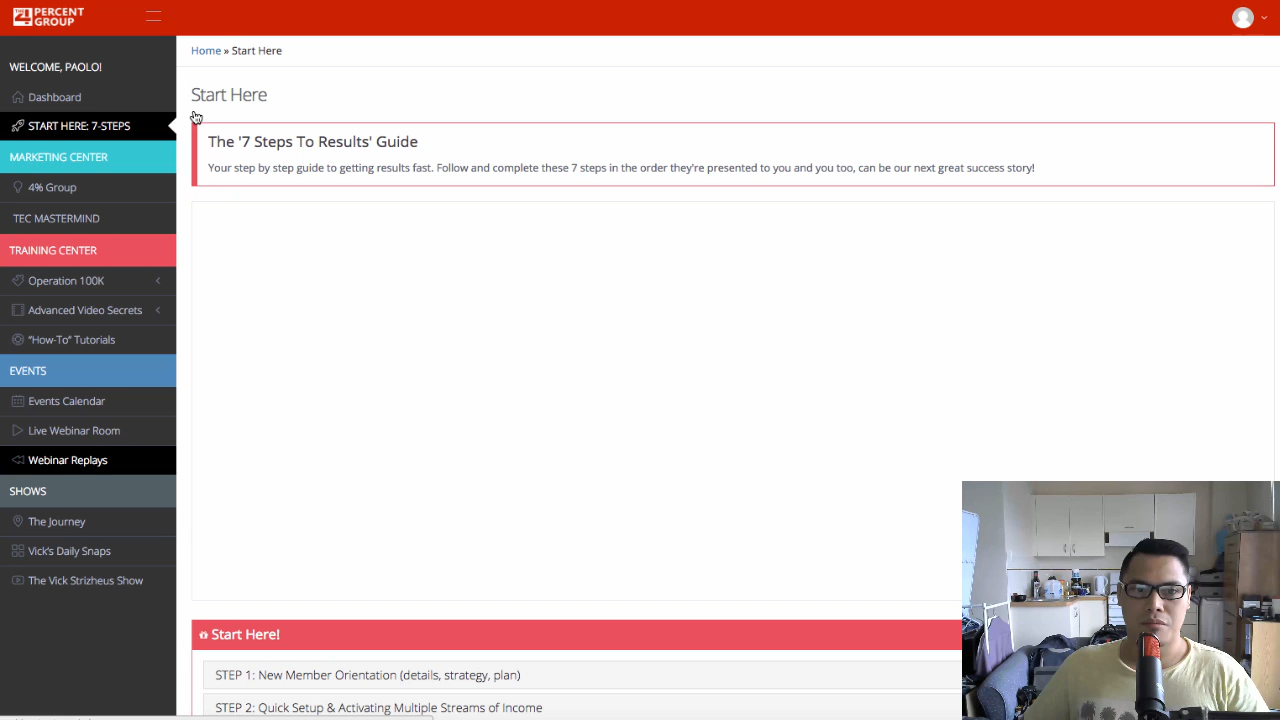 THE 4 PERCENT GROUP
WELCOME, PAOLO!
Dashboard
START HERE: 7-STEPS
MARKETING CENTER
4% Group
TEC MASTERMIND
TRAINING CENTER
Operation 100K
Advanced Video Secrets
"How-To" Tutorials
EVENTS
Events Calendar
Live Webinar Room
Webinar Replays
SHOWS
The Journey
Vick's Daily Snaps
The Vick Strizheus Show
Home » Start Here
Start Here
The '7 Steps To Results' Guide
Your step by step guide to getting results fast. Follow and complete these 7 steps in the order they're presented to you and you too, can be our next great success story!
Start Here!
STEP 1: New Member Orientation (details, strategy, plan)
STEP 2: Quick Setup & Activating Multiple Streams of Income